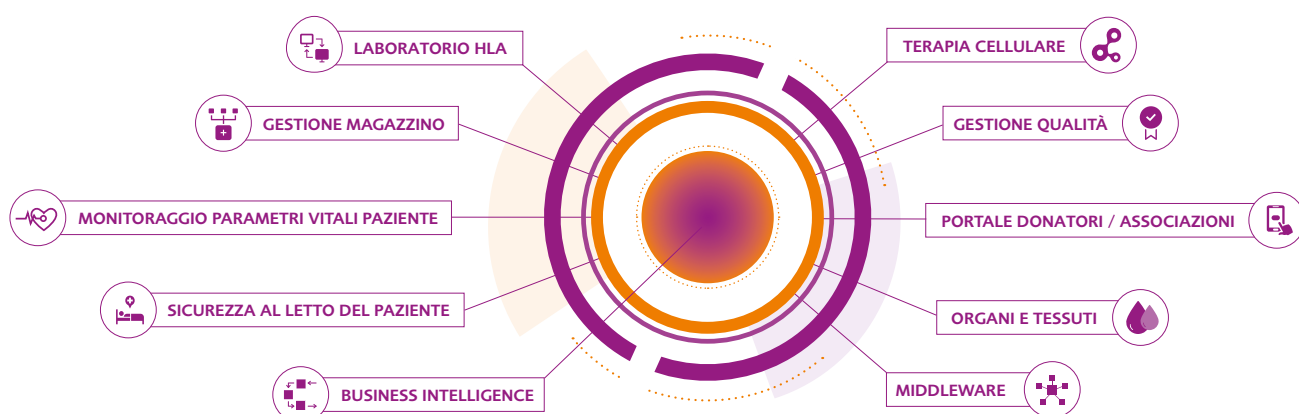 LABORATORIO HLA
GESTIONE MAGAZZINO
MONITORAGGIO PARAMETRI VITALI PAZIENTE
SICUREZZA AL LETTO DEL PAZIENTE
BUSINESS INTELLIGENCE
TERAPIA CELLULARE
GESTIONE QUALITÀ
PORTALE DONATORI / ASSOCIAZIONI
ORGANI E TESSUTI
MIDDLEWARE